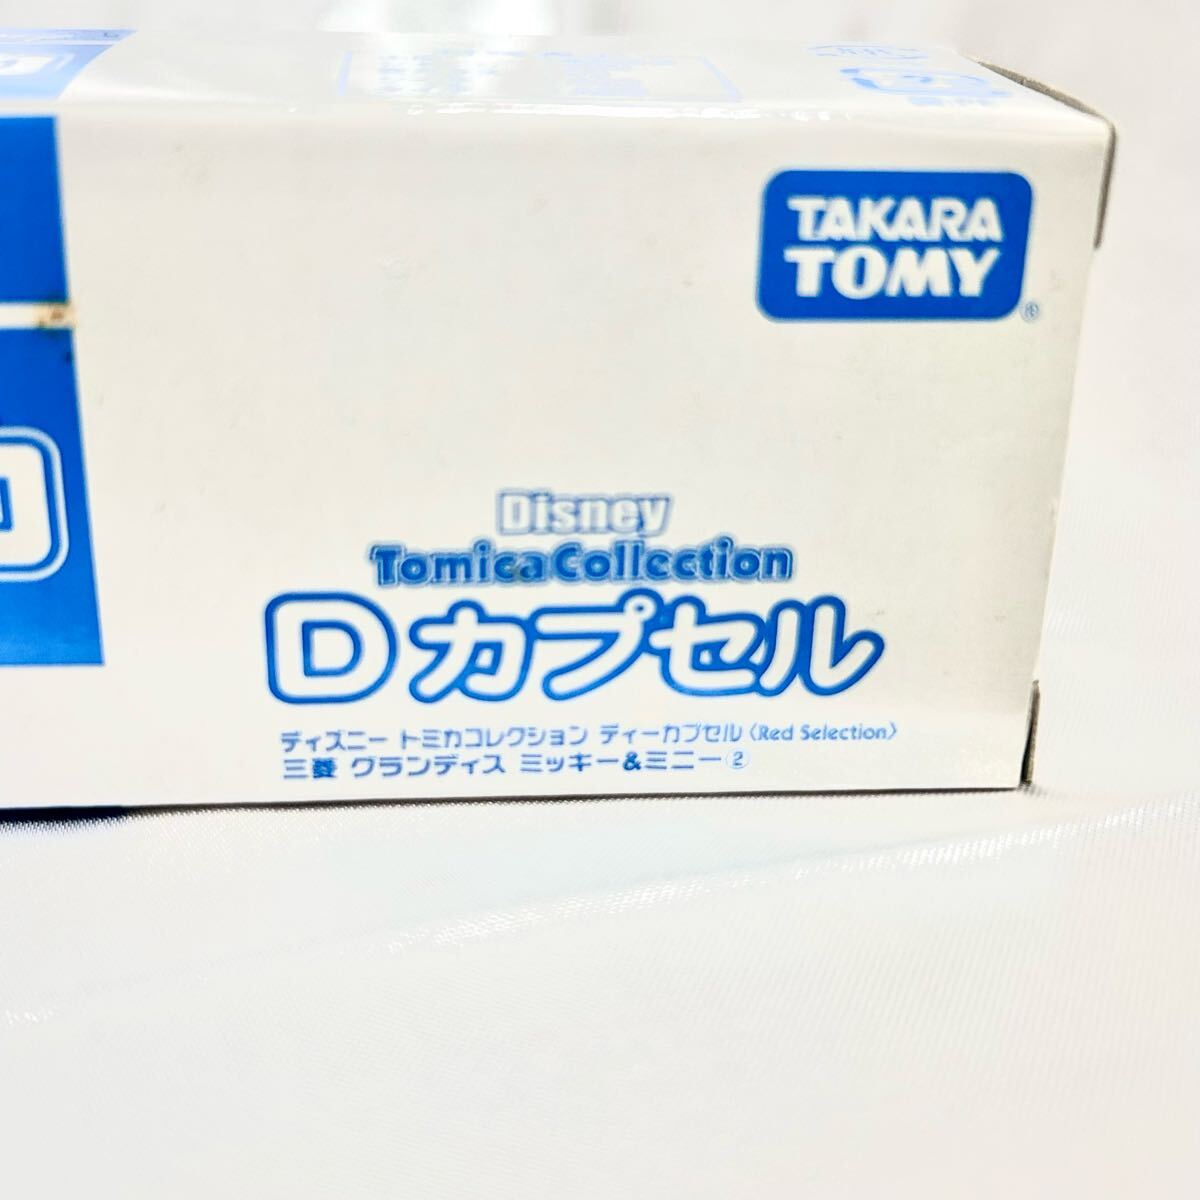 TAKARA
TOMY
Disney
TomicaCollection
Dカプセル
ディズニー トミカコレクション ディーカプセル〈Red Selection〉
三菱 グランディス ミッキー&ミニー②